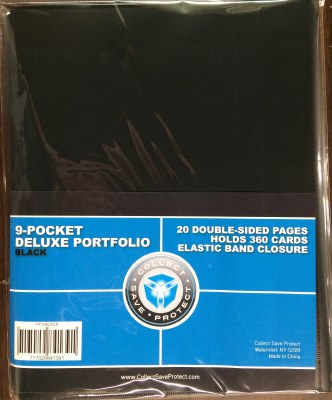 9-POCKET
DELUXE PORTFOLIO
BLACK
20 DOUBLE-SIDED PAGES
HOLDS 360 CARDS
ELASTIC BAND CLOSURE
COLLECT
SAVE • PROTECT
Collect Save Protect
Watervliet, NY 12189
Made in China
www.CollectSaveProtect.com